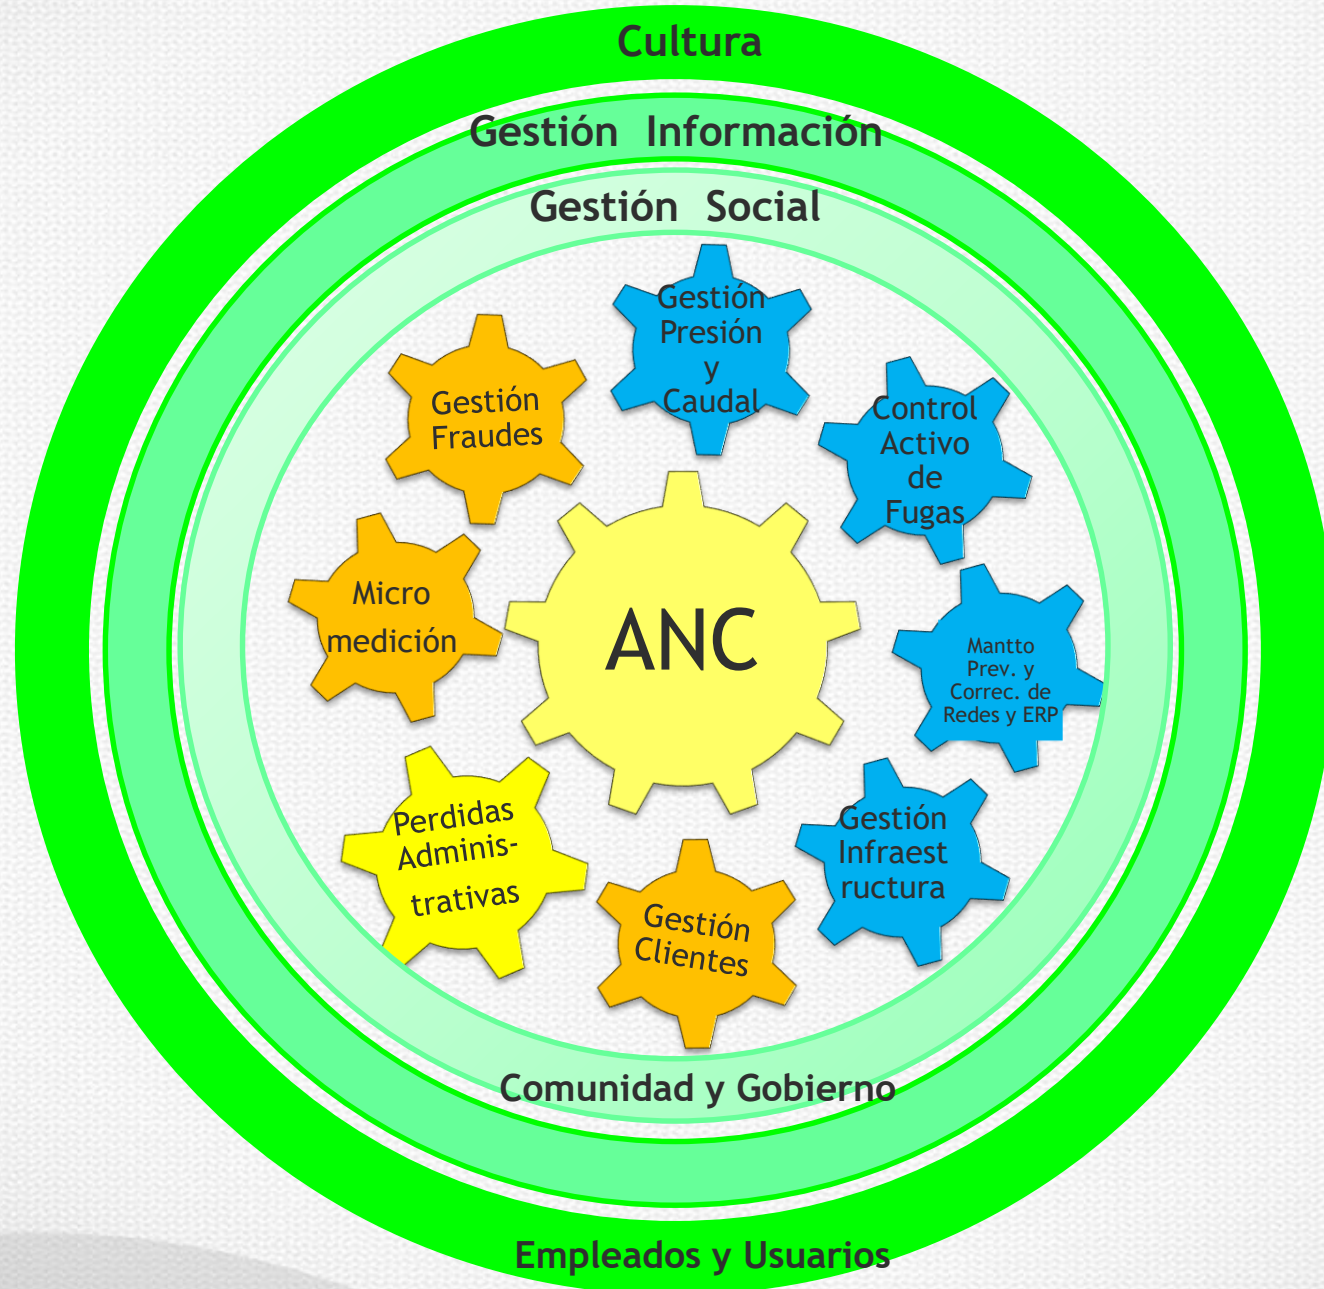 Cultura
Gestión Información
Gestión Social
Gestión
Presión
y
Caudal
Gestión
Fraudes
Control
Activo
de
Fugas
Micro
medición
ANC
Mantto
Prev. y
Correc. de
Redes y ERP
Perdidas
Adminis-
trativas
Gestión
Infraest
ructura
Gestión
Clientes
Comunidad y Gobierno
Empleados y Usuarios